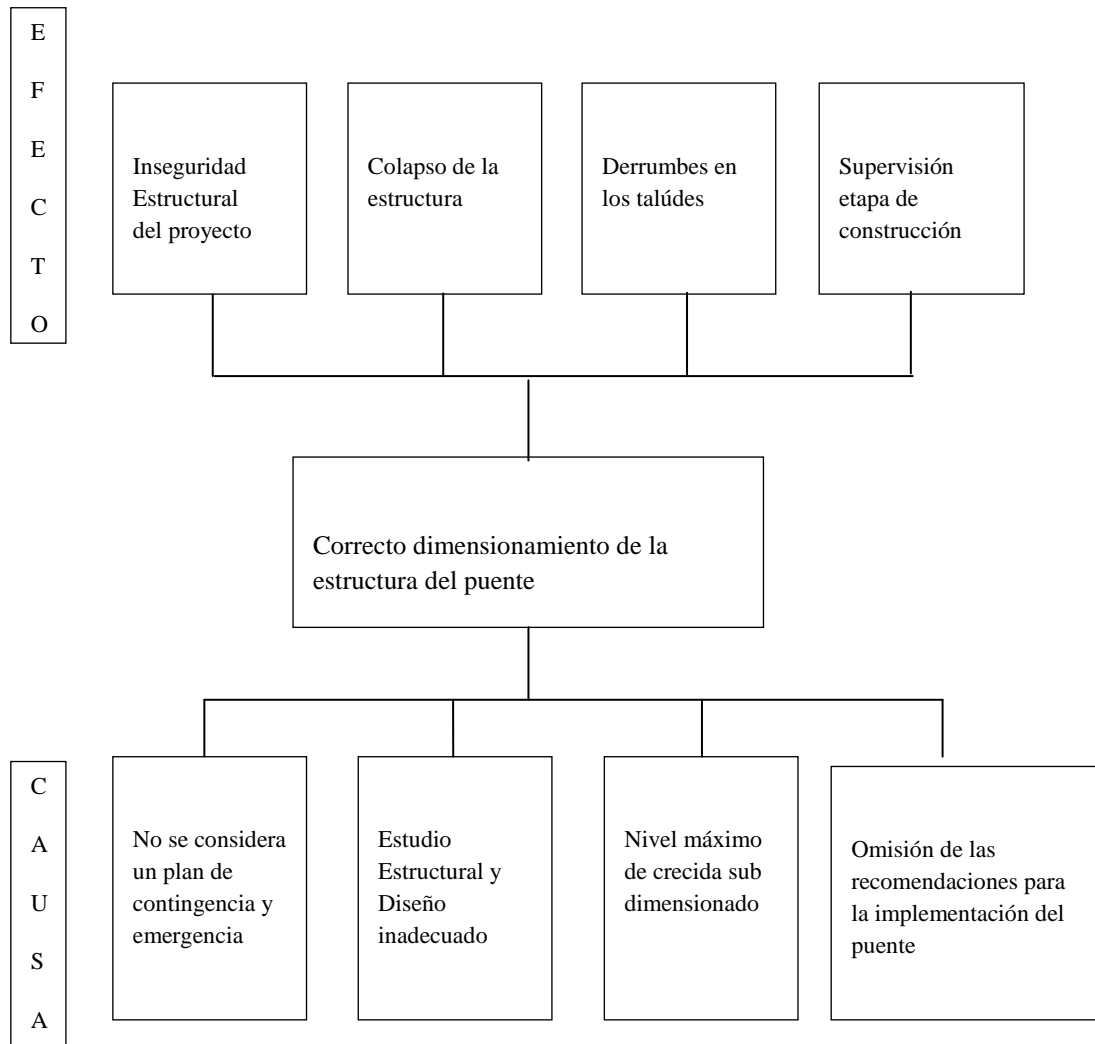 E
F
E
C
T
O
Inseguridad
Estructural
del proyecto
Colapso de la
estructura
Derrumbes en
los talúdes
Supervisión
etapa de
construcción
Correcto dimensionamiento de la
estructura del puente
C
A
U
S
A
No se considera
un plan de
contingencia y
emergencia
Estudio
Estructural y
Diseño
inadecuado
Nivel máximo
de crecida sub
dimensionado
Omisión de las
recomendaciones para
la implementación del
puente